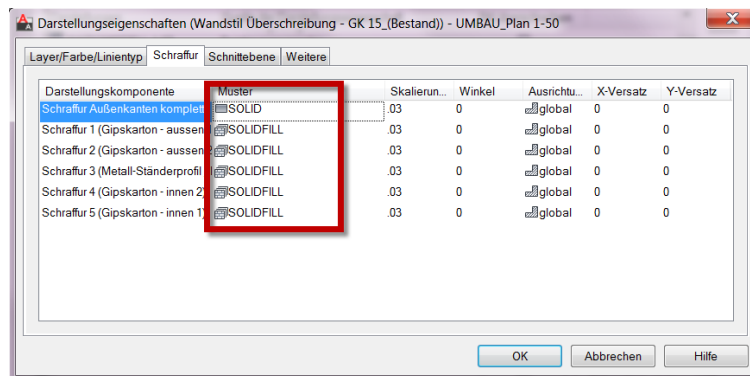 Darstellungseigenschaften (Wandstil Überschreibung - GK 15_(Bestand)) - UMBAU_Plan 1-50
Layer/Farbe/Linientyp Schraffur Schnittebene Weitere
Darstellungskomponente Muster Skalierun... Winkel Ausrichtu... X-Versatz Y-Versatz
Schraffur Außenkanten komplett SOLID .03 0 global 0 0
Schraffur 1 (Gipskarton - aussen SOLIDFILL .03 0 global 0 0
Schraffur 2 (Gipskarton - aussen 2 SOLIDFILL .03 0 global 0 0
Schraffur 3 (Metall-Ständerprofil SOLIDFILL .03 0 global 0 0
Schraffur 4 (Gipskarton - innen 2) SOLIDFILL .03 0 global 0 0
Schraffur 5 (Gipskarton - innen 1) SOLIDFILL .03 0 global 0 0
OK Abbrechen Hilfe